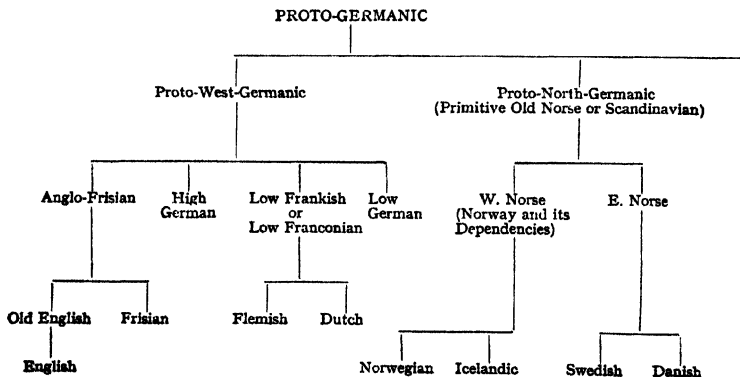 PROTO-GERMANIC
Proto-West-Germanic
Proto-North-Germanic
(Primitive Old Norse or Scandinavian)
Anglo-Frisian
High
German
Low Frankish
or
Low Franconian
Low
German
W. Norse
(Norway and its
Dependencies)
E. Norse
Old English
Frisian
Flemish
Dutch
English
Norwegian
Icelandic
Swedish
Danish